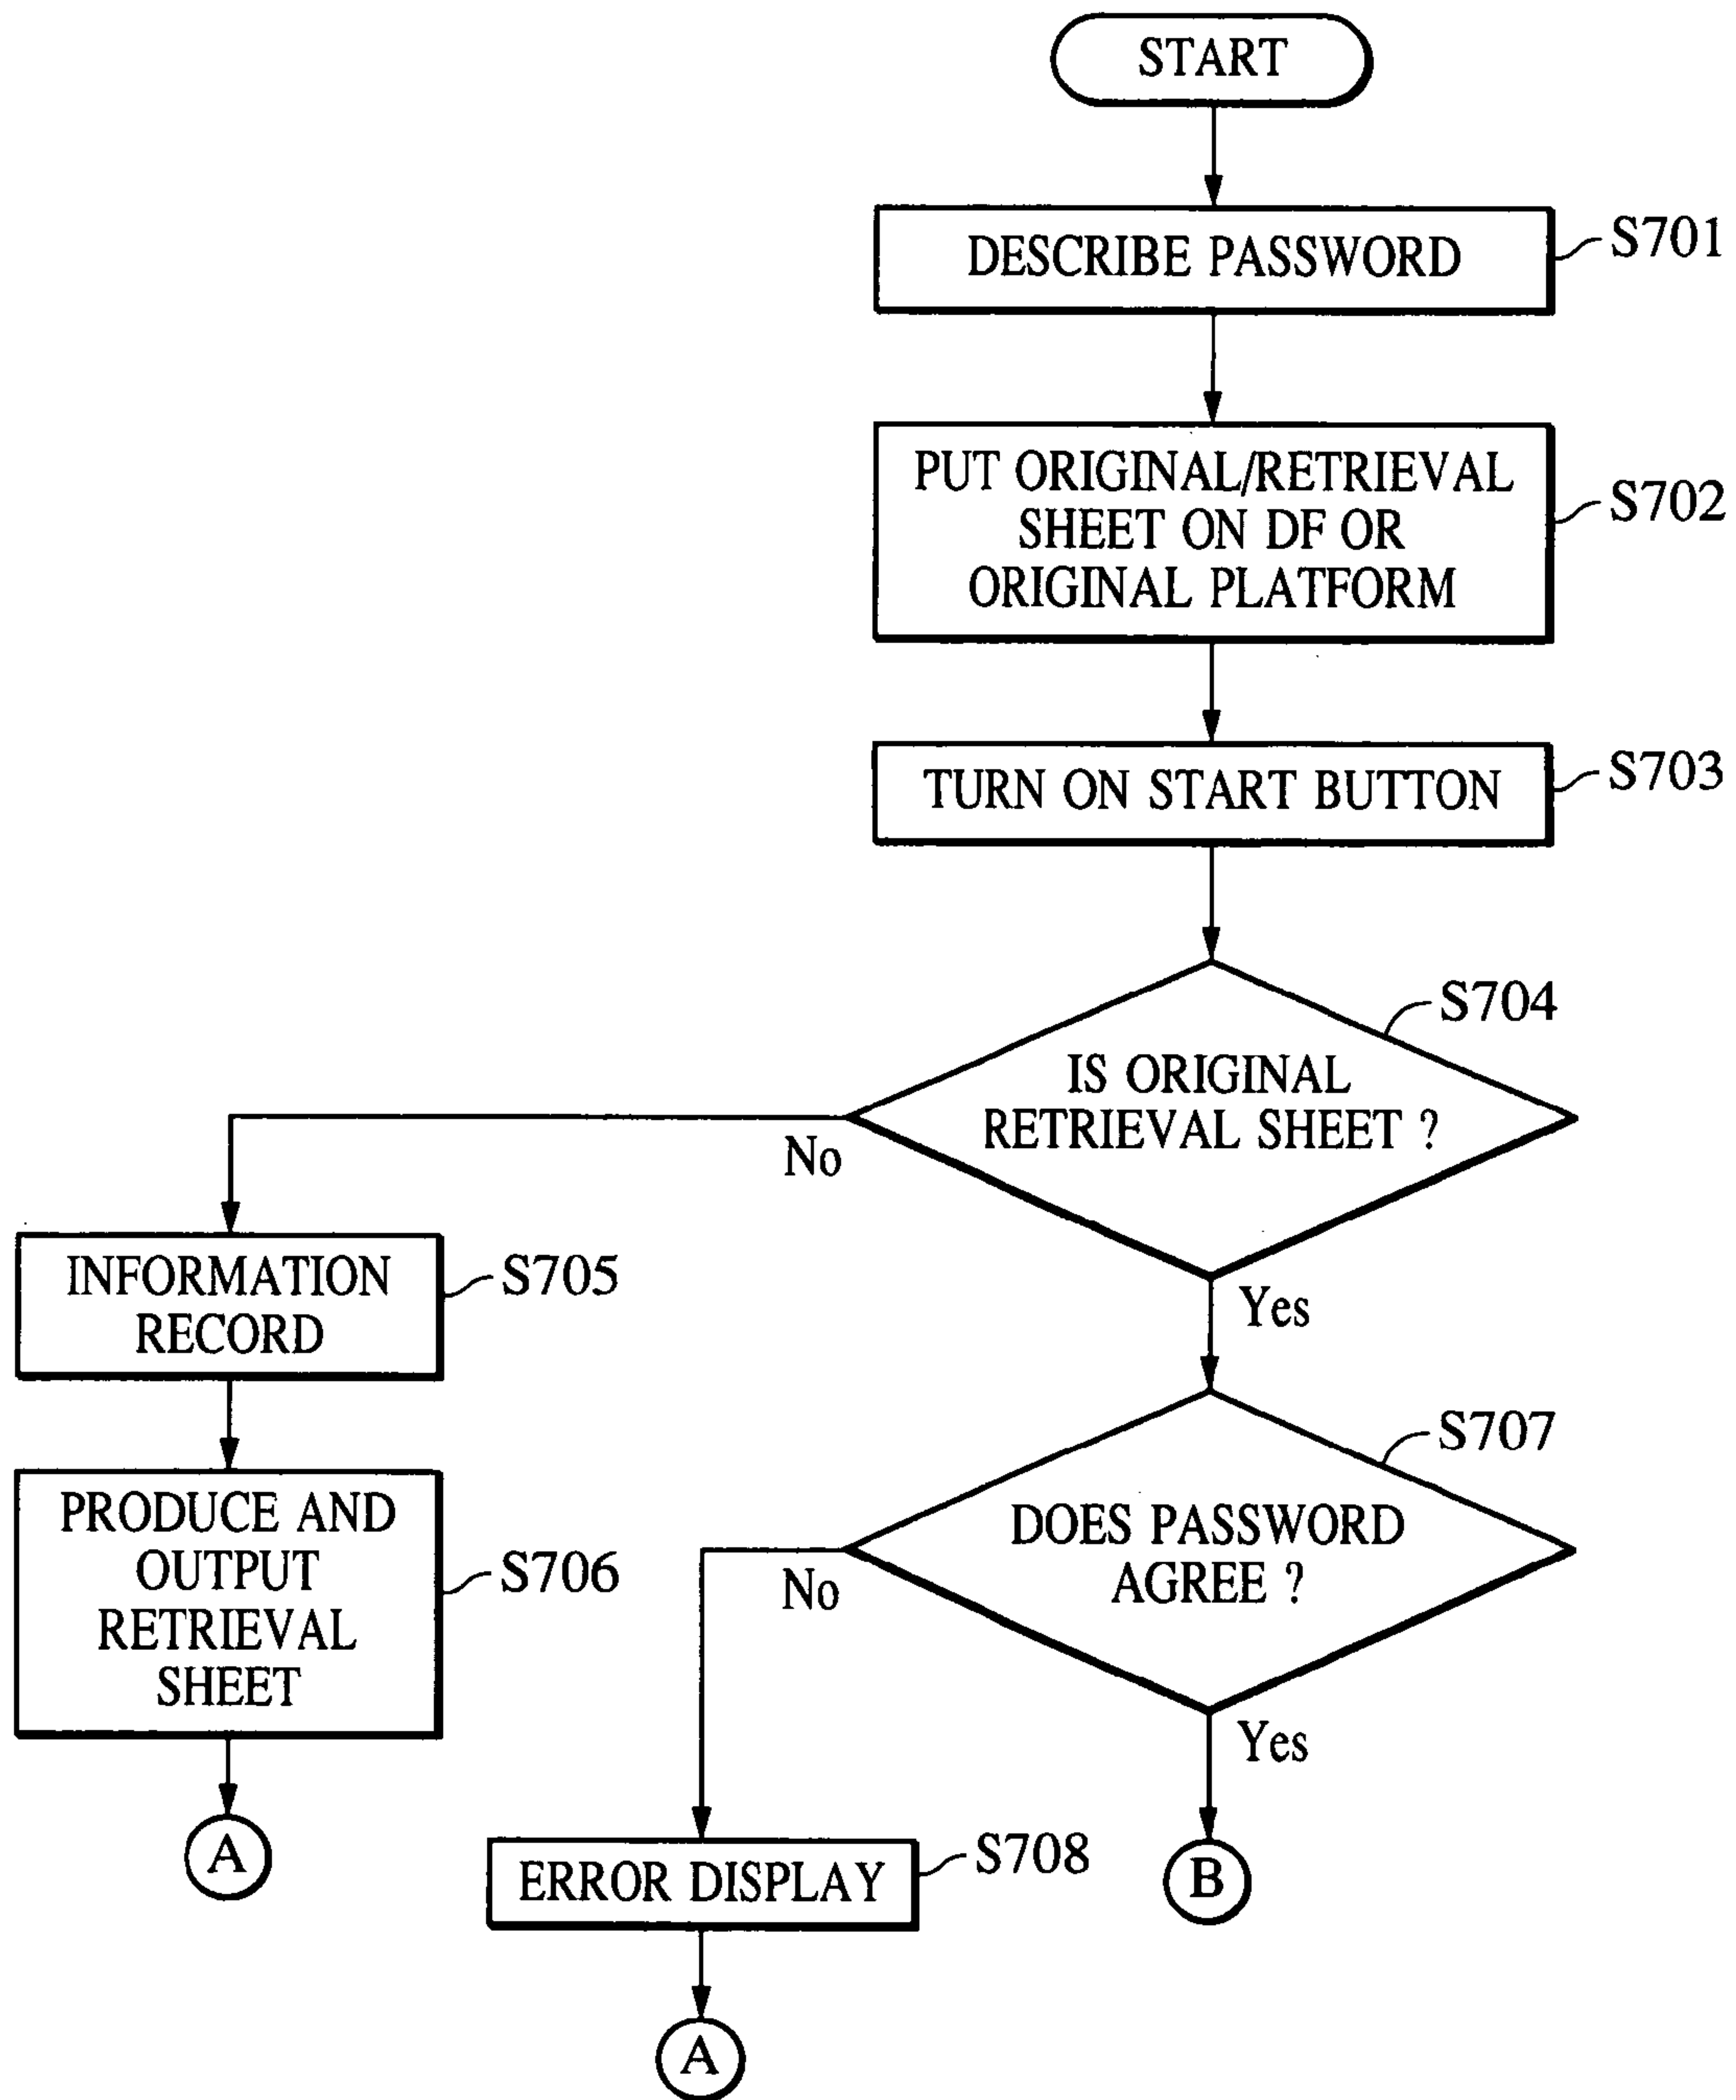 START
DESCRIBE PASSWORD
S701
PUT ORIGINAL/RETRIEVAL
SHEET ON DF OR
ORIGINAL PLATFORM
S702
TURN ON START BUTTON
S703
IS ORIGINAL
RETRIEVAL SHEET ?
S704
No
Yes
INFORMATION
RECORD
S705
PRODUCE AND
OUTPUT
RETRIEVAL
SHEET
S706
A
DOES PASSWORD
AGREE ?
S707
No
Yes
ERROR DISPLAY
S708
A
B